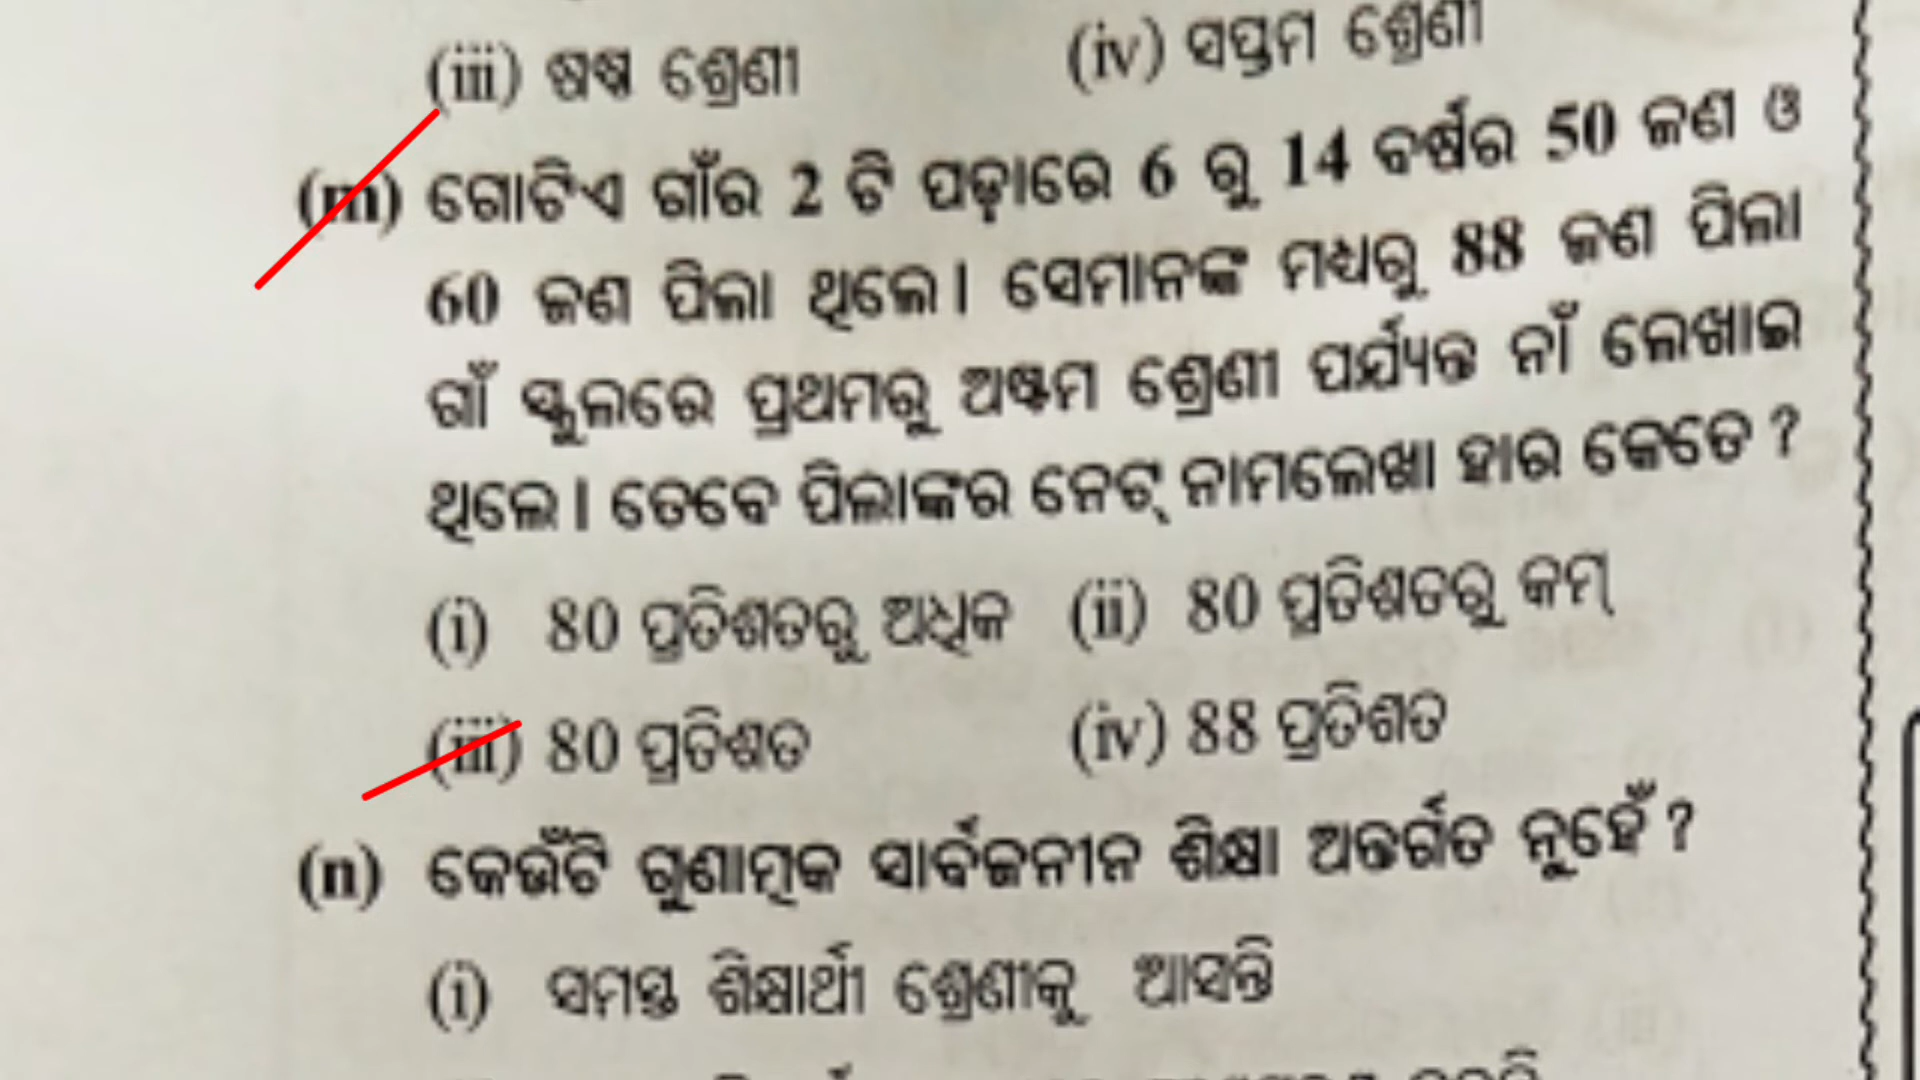 (iii) ଷଷ୍ଠ ଶ୍ରେଣୀ (iv) ସପ୍ତମ ଶ୍ରେଣୀ
(m) ଗୋଟିଏ ଗାଁର 2 ଟି ପଡ଼ାରେ 6 ରୁ 14 ବର୍ଷର 50 ଜଣ ଓ
60 ଜଣ ପିଲା ଥିଲେ। ସେମାନଙ୍କ ମଧ୍ୟରୁ 88 ଜଣ ପିଲା
ଗାଁ ସ୍କୁଲରେ ପ୍ରଥମରୁ ଅଷ୍ଟମ ଶ୍ରେଣୀ ପର୍ଯ୍ୟନ୍ତ ନାଁ ଲେଖାଇ
ଥିଲେ। ତେବେ ପିଲାଙ୍କର ନେଟ୍ ନାମଲେଖା ହାର କେତେ ?
(i) 80 ପ୍ରତିଶତରୁ ଅଧିକ (ii) 80 ପ୍ରତିଶତରୁ କମ୍
(iii) 80 ପ୍ରତିଶତ (iv) 88 ପ୍ରତିଶତ
(n) କେଉଁଟି ଗୁଣାତ୍ମକ ସାର୍ବଜନୀନ ଶିକ୍ଷା ଅନ୍ତର୍ଗତ ନୁହେଁ ?
(i) ସମସ୍ତ ଶିକ୍ଷାର୍ଥୀ ଶ୍ରେଣୀକୁ ଆସନ୍ତି